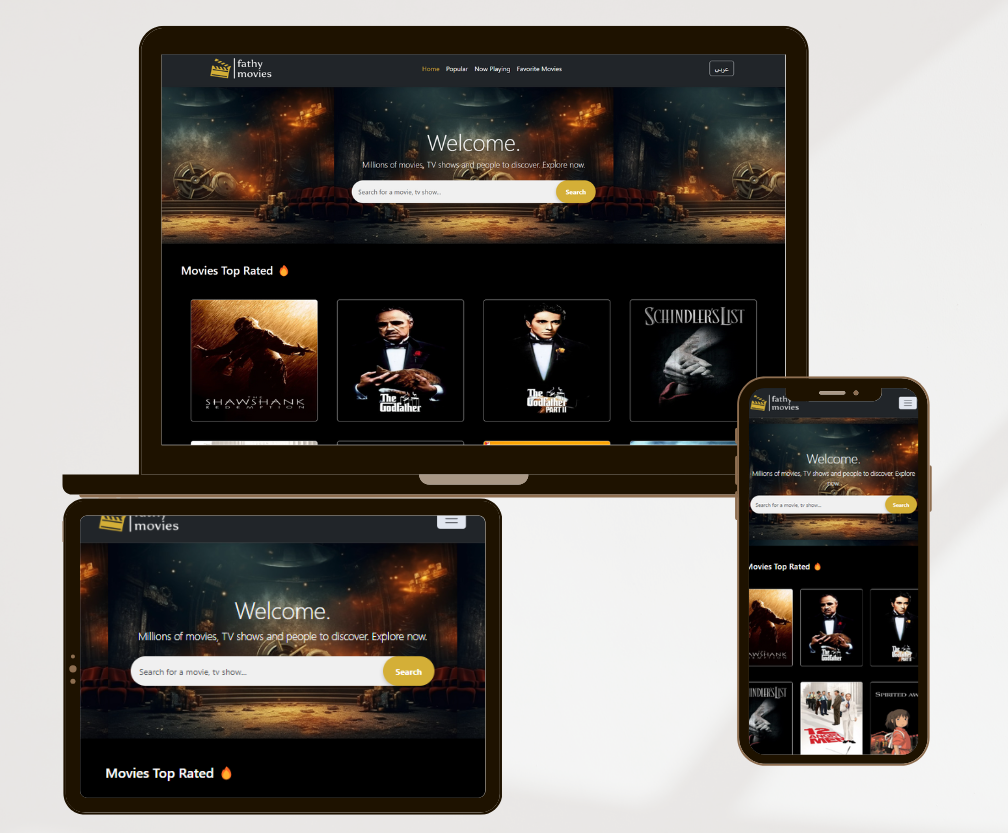 fathy
movies
Home Popular Now Playing Favorite Movies
عربي
Welcome.
Millions of movies, TV shows and people to discover. Explore now.
Search for a movie, tv show...
Search
Movies Top Rated 🔥
SHAWSHANK
REDEMPTION
The
Godfather
The
Godfather
PART II
SCHINDLER'S LIST
fathy
movies
Welcome.
Millions of movies, TV shows and people to discover. Explore now.
Search for a movie, tv show...
Search
Movies Top Rated 🔥
movies
Welcome.
Millions of movies, TV shows and people to discover. Explore
now.
Search for a movie, tv show...
Search
Movies Top Rated 🔥
The
Godfather
The
12
ANGRY
MEN
SPIRITED